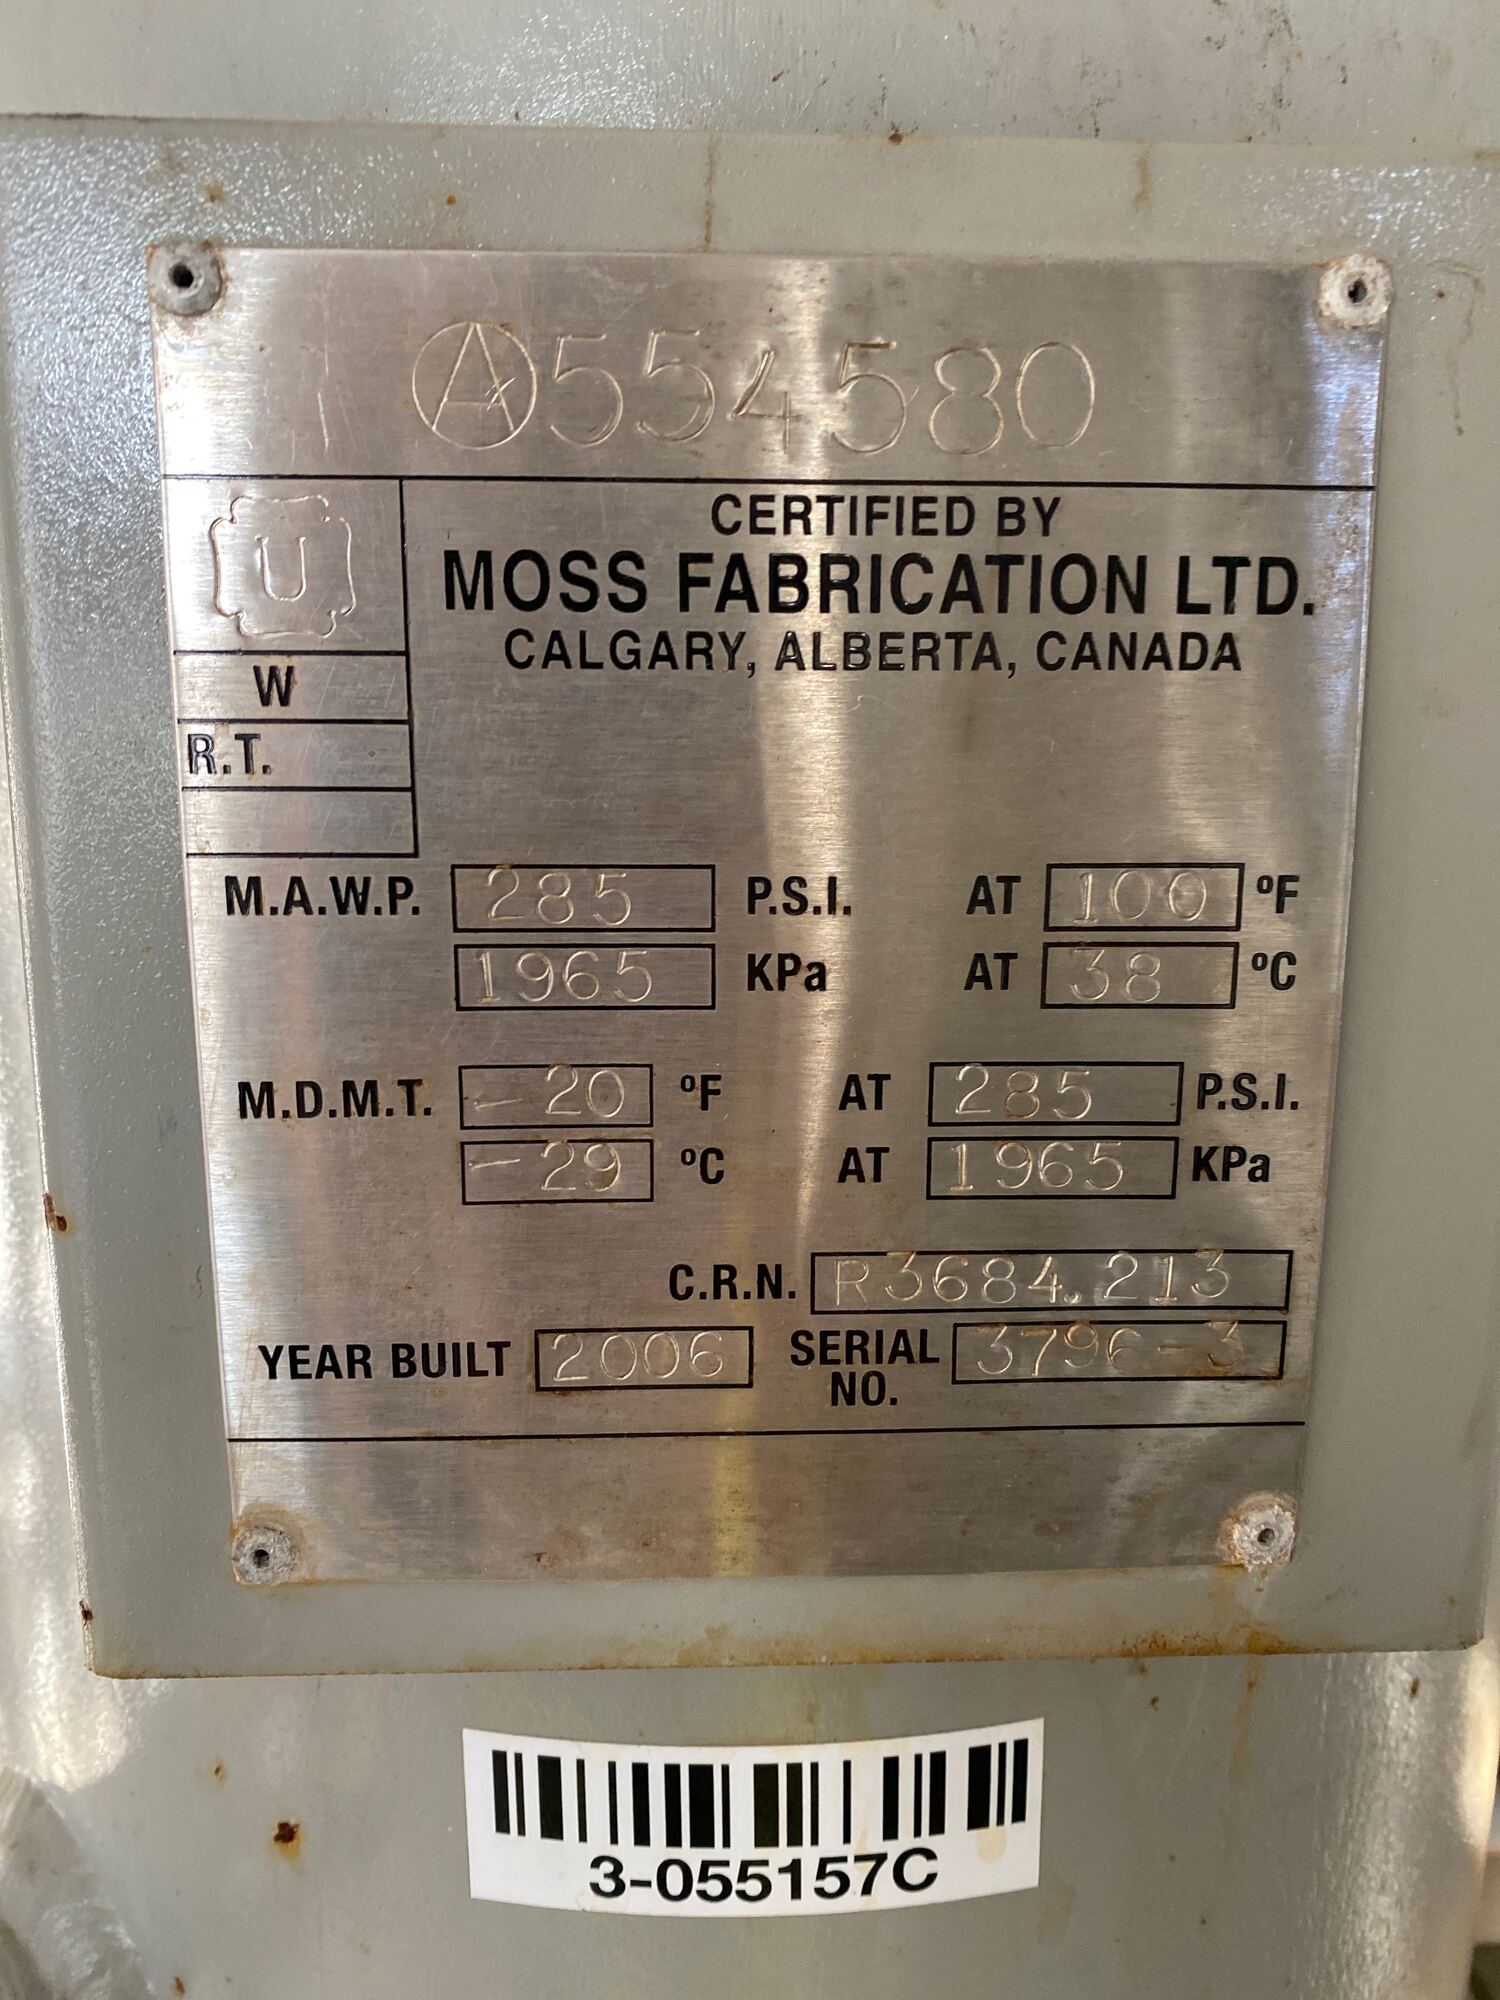 Ⓐ554580
U
CERTIFIED BY
MOSS FABRICATION LTD.
CALGARY, ALBERTA, CANADA
W
R.T.
M.A.W.P. 285 P.S.I. AT 100 ºF
1965 KPa AT 38 ºC
M.D.M.T. -20 ºF AT 285 P.S.I.
-29 ºC AT 1965 KPa
C.R.N. R3684.213
YEAR BUILT 2006 SERIAL NO. 3796-3
3-055157C